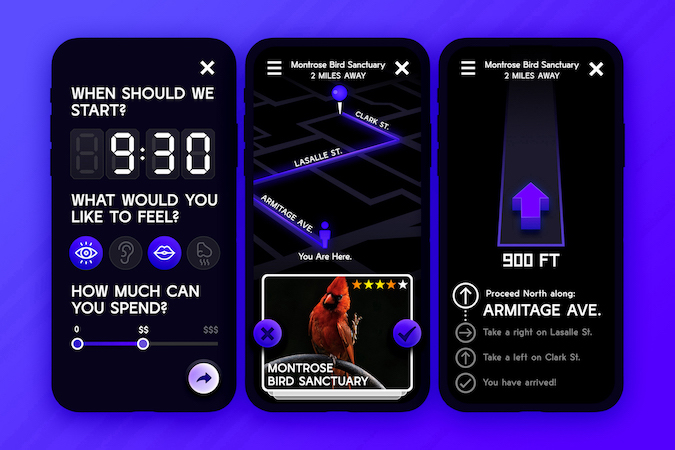 WHEN SHOULD WE
START?
9:30
WHAT WOULD YOU
LIKE TO FEEL?
HOW MUCH CAN
YOU SPEND?
0 $$ $$$
Montrose Bird Sanctuary
2 MILES AWAY
CLARK ST.
LASALLE ST.
ARMITAGE AVE.
You Are Here.
MONTROSE
BIRD SANCTUARY
Montrose Bird Sanctuary
2 MILES AWAY
900 FT
Proceed North along:
ARMITAGE AVE.
Take a right on Lasalle St.
Take a left on Clark St.
You have arrived!